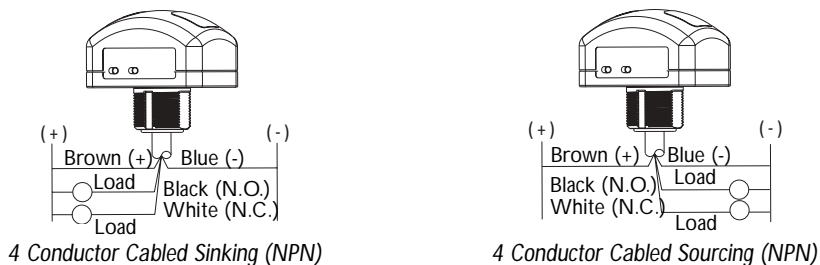 (+) (-)
Brown (+) Blue (-)
Load
Black (N.O.)
White (N.C.)
Load
4 Conductor Cabled Sinking (NPN)
(+) (-)
Brown (+) Blue (-)
Load
Black (N.O.)
White (N.C.)
Load
4 Conductor Cabled Sourcing (NPN)